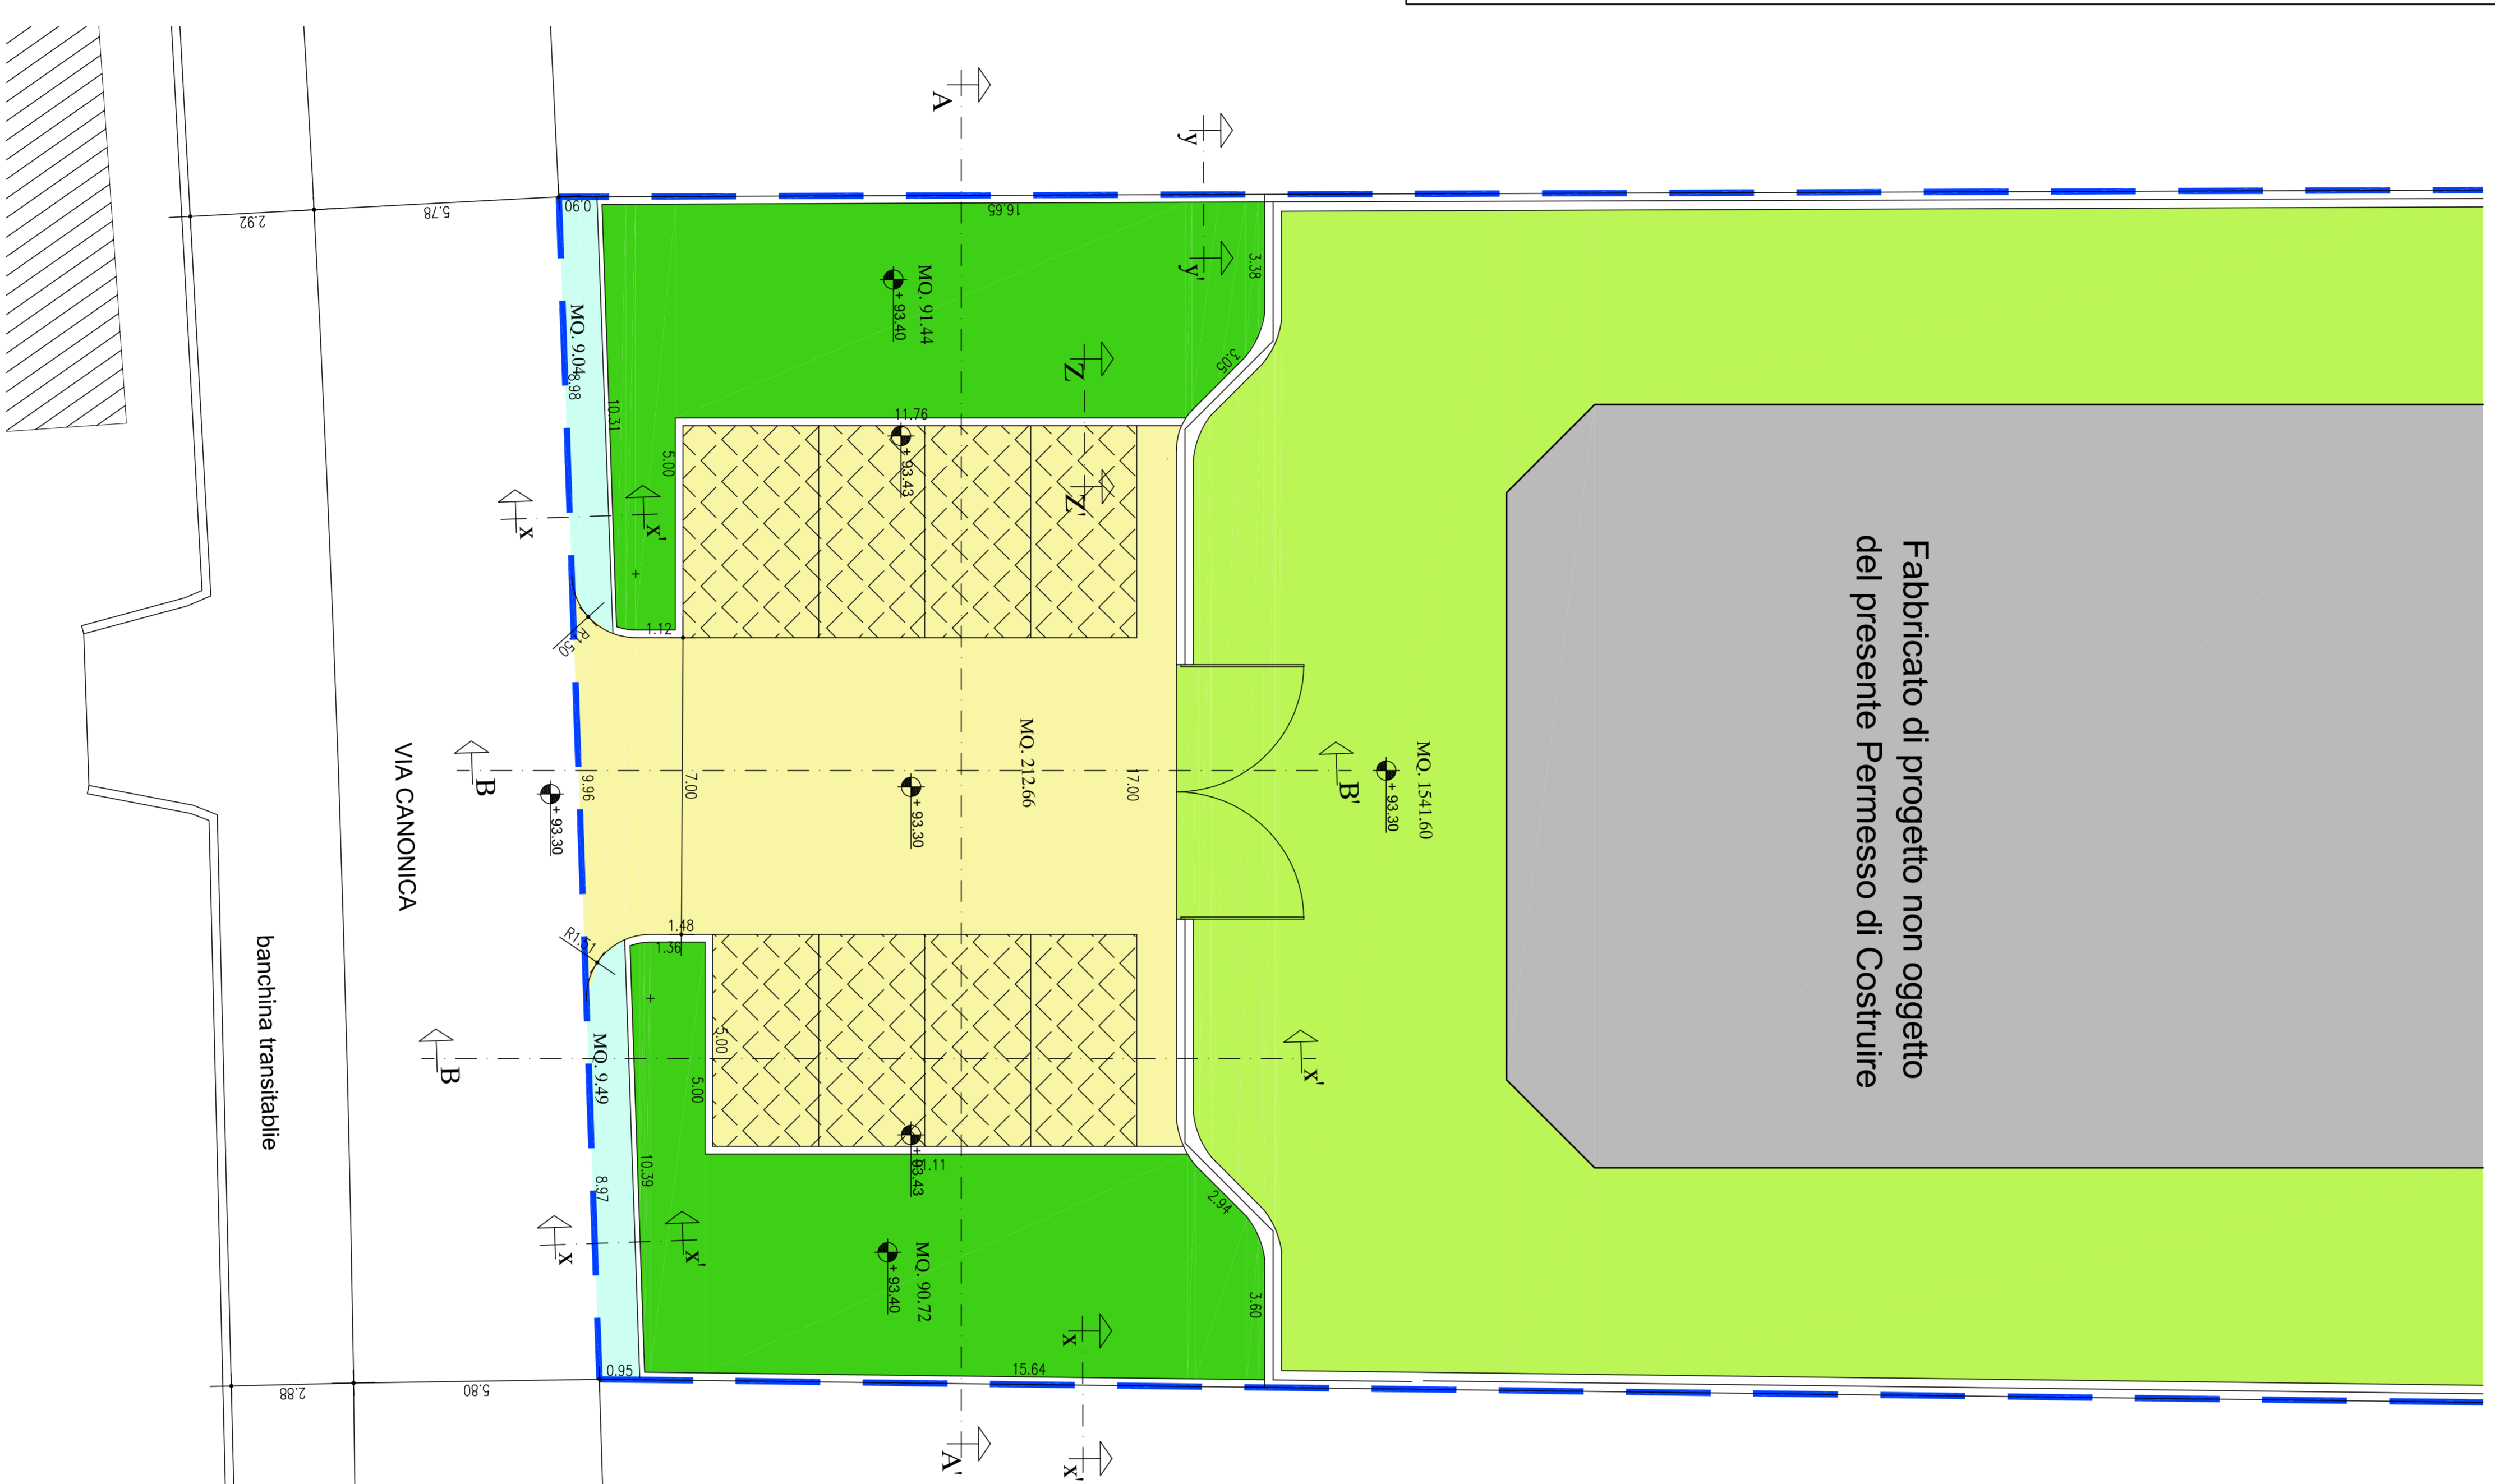 A
y
y'
2.92
5.78
0.90
16.65
3.38
MQ. 91.44
+ 93.40
MQ. 9.04
8.98
10.31
3.05
Z
Z'
11.76
+ 93.43
5.00
x
x'
R1.50
1.12
Fabbricato di progetto non oggetto
del presente Permesso di Costruire
VIA CANONICA
B
+ 93.30
9.96
7.00
+ 93.30
MQ. 212.66
17.00
B'
+ 93.30
MQ. 1541.60
banchina transitablie
R1.51
1.48
1.36
B
MQ. 9.49
5.00
5.00
x'
10.39
8.97
+ 93.43
2.94
x
x'
+ 93.40
MQ. 90.72
3.60
x
0.95
15.64
2.88
5.80
A'
x'